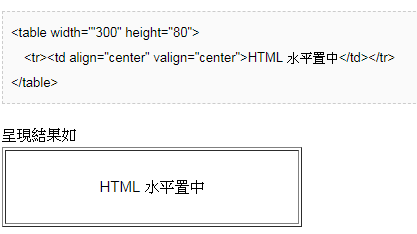 <table width="'300" height="80">
<tr><td align="center" valign="center">HTML 水平置中</td></tr>
</table>
呈現結果如
HTML 水平置中